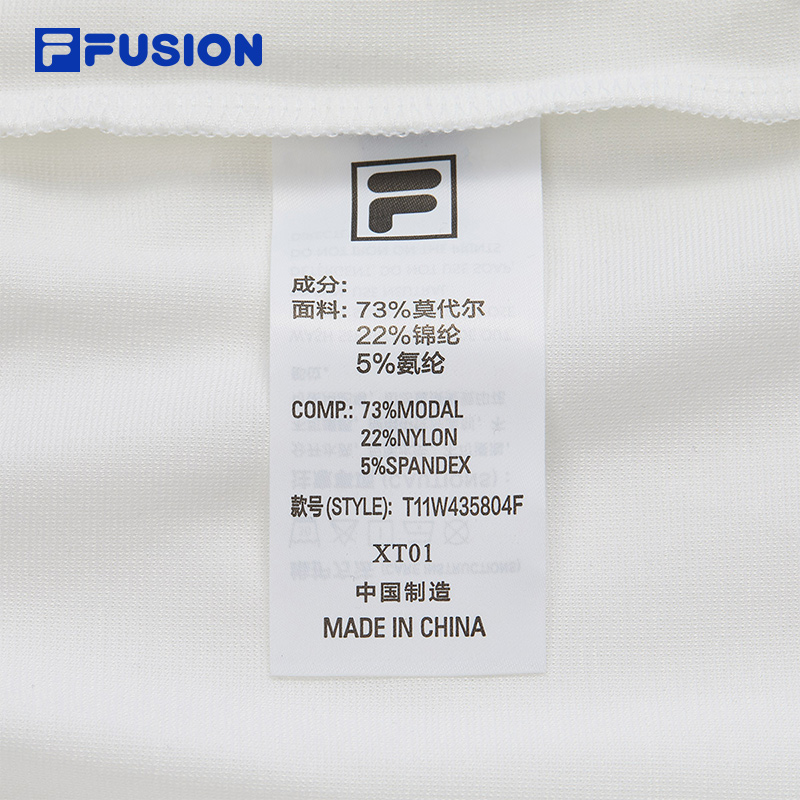 FUSION
成分:
面料: 73%莫代尔
22%锦纶
5%氨纶
COMP.: 73%MODAL
22%NYLON
5%SPANDEX
款号(STYLE): T11W435804F
XT01
中国制造
MADE IN CHINA